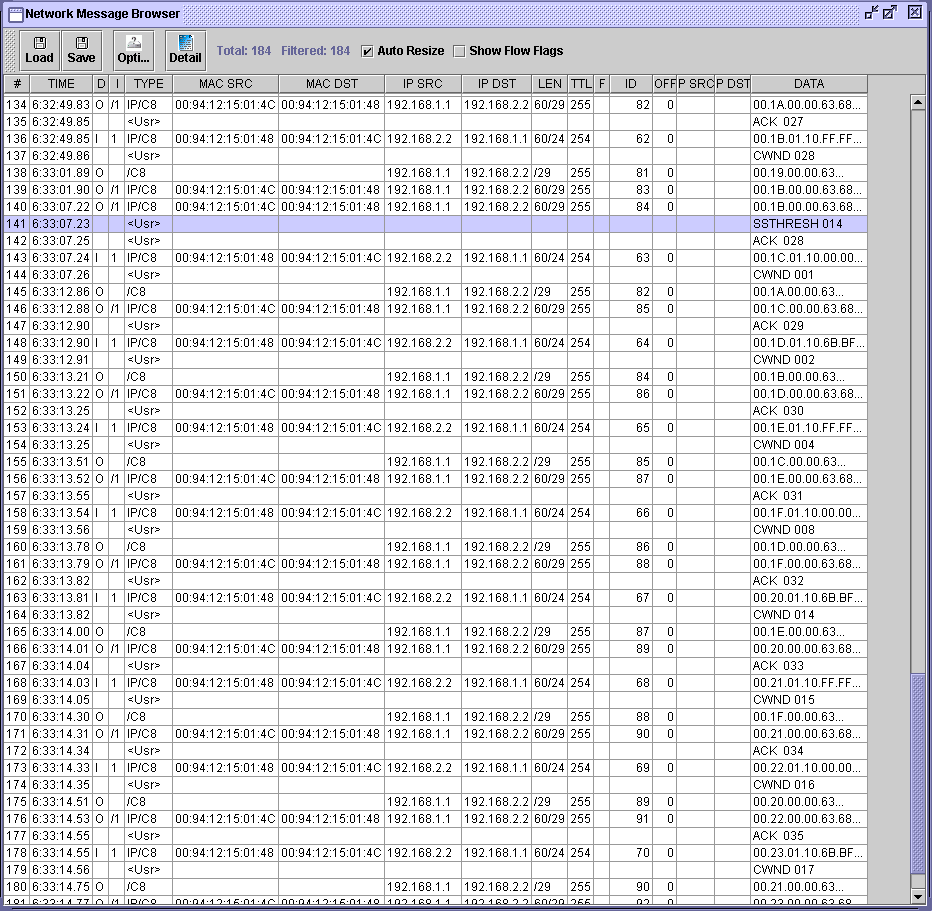 Network Message Browser
Load Save Opti... Detail Total: 184 Filtered: 184 Auto Resize Show Flow Flags
# TIME D I TYPE MAC SRC MAC DST IP SRC IP DST LEN TTL F ID OFF P SRC P DST DATA
134 6:32:49.83 O /1 IP/C8 00:94:12:15:01:4C 00:94:12:15:01:48 192.168.1.1 192.168.2.2 60/29 255 82 0 00.1A.00.00.63.68...
135 6:32:49.85 <Usr> ACK 027
136 6:32:49.85 I 1 IP/C8 00:94:12:15:01:48 00:94:12:15:01:4C 192.168.2.2 192.168.1.1 60/24 254 62 0 00.1B.01.10.FF.FF...
137 6:32:49.86 <Usr> CWND 028
138 6:33:01.89 O /C8 192.168.1.1 192.168.2.2 /29 255 81 0 00.19.00.00.63...
139 6:33:01.90 O /1 IP/C8 00:94:12:15:01:4C 00:94:12:15:01:48 192.168.1.1 192.168.2.2 60/29 255 83 0 00.1B.00.00.63.68...
140 6:33:07.22 O /1 IP/C8 00:94:12:15:01:4C 00:94:12:15:01:48 192.168.1.1 192.168.2.2 60/29 255 84 0 00.1B.00.00.63.68...
141 6:33:07.23 <Usr> SSTHRESH 014
142 6:33:07.25 <Usr> ACK 028
143 6:33:07.24 I 1 IP/C8 00:94:12:15:01:48 00:94:12:15:01:4C 192.168.2.2 192.168.1.1 60/24 254 63 0 00.1C.01.10.00.00...
144 6:33:07.26 <Usr> CWND 001
145 6:33:12.86 O /C8 192.168.1.1 192.168.2.2 /29 255 82 0 00.1A.00.00.63...
146 6:33:12.88 O /1 IP/C8 00:94:12:15:01:4C 00:94:12:15:01:48 192.168.1.1 192.168.2.2 60/29 255 85 0 00.1C.00.00.63.68...
147 6:33:12.90 <Usr> ACK 029
148 6:33:12.90 I 1 IP/C8 00:94:12:15:01:48 00:94:12:15:01:4C 192.168.2.2 192.168.1.1 60/24 254 64 0 00.1D.01.10.6B.BF...
149 6:33:12.91 <Usr> CWND 002
150 6:33:13.21 O /C8 192.168.1.1 192.168.2.2 /29 255 84 0 00.1B.00.00.63...
151 6:33:13.22 O /1 IP/C8 00:94:12:15:01:4C 00:94:12:15:01:48 192.168.1.1 192.168.2.2 60/29 255 86 0 00.1D.00.00.63.68...
152 6:33:13.25 <Usr> ACK 030
153 6:33:13.24 I 1 IP/C8 00:94:12:15:01:48 00:94:12:15:01:4C 192.168.2.2 192.168.1.1 60/24 254 65 0 00.1E.01.10.FF.FF...
154 6:33:13.25 <Usr> CWND 004
155 6:33:13.51 O /C8 192.168.1.1 192.168.2.2 /29 255 85 0 00.1C.00.00.63...
156 6:33:13.52 O /1 IP/C8 00:94:12:15:01:4C 00:94:12:15:01:48 192.168.1.1 192.168.2.2 60/29 255 87 0 00.1E.00.00.63.68...
157 6:33:13.55 <Usr> ACK 031
158 6:33:13.54 I 1 IP/C8 00:94:12:15:01:48 00:94:12:15:01:4C 192.168.2.2 192.168.1.1 60/24 254 66 0 00.1F.01.10.00.00...
159 6:33:13.56 <Usr> CWND 008
160 6:33:13.78 O /C8 192.168.1.1 192.168.2.2 /29 255 86 0 00.1D.00.00.63...
161 6:33:13.79 O /1 IP/C8 00:94:12:15:01:4C 00:94:12:15:01:48 192.168.1.1 192.168.2.2 60/29 255 88 0 00.1F.00.00.63.68...
162 6:33:13.82 <Usr> ACK 032
163 6:33:13.81 I 1 IP/C8 00:94:12:15:01:48 00:94:12:15:01:4C 192.168.2.2 192.168.1.1 60/24 254 67 0 00.20.01.10.6B.BF...
164 6:33:13.82 <Usr> CWND 014
165 6:33:14.00 O /C8 192.168.1.1 192.168.2.2 /29 255 87 0 00.1E.00.00.63...
166 6:33:14.01 O /1 IP/C8 00:94:12:15:01:4C 00:94:12:15:01:48 192.168.1.1 192.168.2.2 60/29 255 89 0 00.20.00.00.63.68...
167 6:33:14.04 <Usr> ACK 033
168 6:33:14.03 I 1 IP/C8 00:94:12:15:01:48 00:94:12:15:01:4C 192.168.2.2 192.168.1.1 60/24 254 68 0 00.21.01.10.FF.FF...
169 6:33:14.05 <Usr> CWND 015
170 6:33:14.30 O /C8 192.168.1.1 192.168.2.2 /29 255 88 0 00.1F.00.00.63...
171 6:33:14.31 O /1 IP/C8 00:94:12:15:01:4C 00:94:12:15:01:48 192.168.1.1 192.168.2.2 60/29 255 90 0 00.21.00.00.63.68...
172 6:33:14.34 <Usr> ACK 034
173 6:33:14.33 I 1 IP/C8 00:94:12:15:01:48 00:94:12:15:01:4C 192.168.2.2 192.168.1.1 60/24 254 69 0 00.22.01.10.00.00...
174 6:33:14.35 <Usr> CWND 016
175 6:33:14.51 O /C8 192.168.1.1 192.168.2.2 /29 255 89 0 00.20.00.00.63...
176 6:33:14.53 O /1 IP/C8 00:94:12:15:01:4C 00:94:12:15:01:48 192.168.1.1 192.168.2.2 60/29 255 91 0 00.22.00.00.63.68...
177 6:33:14.55 <Usr> ACK 035
178 6:33:14.55 I 1 IP/C8 00:94:12:15:01:48 00:94:12:15:01:4C 192.168.2.2 192.168.1.1 60/24 254 70 0 00.23.01.10.6B.BF...
179 6:33:14.56 <Usr> CWND 017
180 6:33:14.75 O /C8 192.168.1.1 192.168.2.2 /29 255 90 0 00.21.00.00.63...
181 6:33:14.77 O /1 IP/C8 00:94:12:15:01:4C 00:94:12:15:01:48 192.168.1.1 192.168.2.2 60/29 255 92 0 00.23.00.00.63.68...